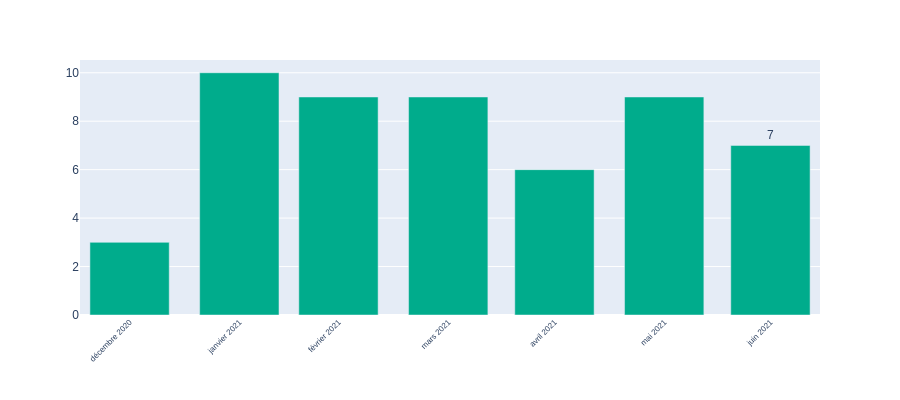 10
8
6
4
2
0
7
décembre 2020
janvier 2021
février 2021
mars 2021
avril 2021
mai 2021
juin 2021